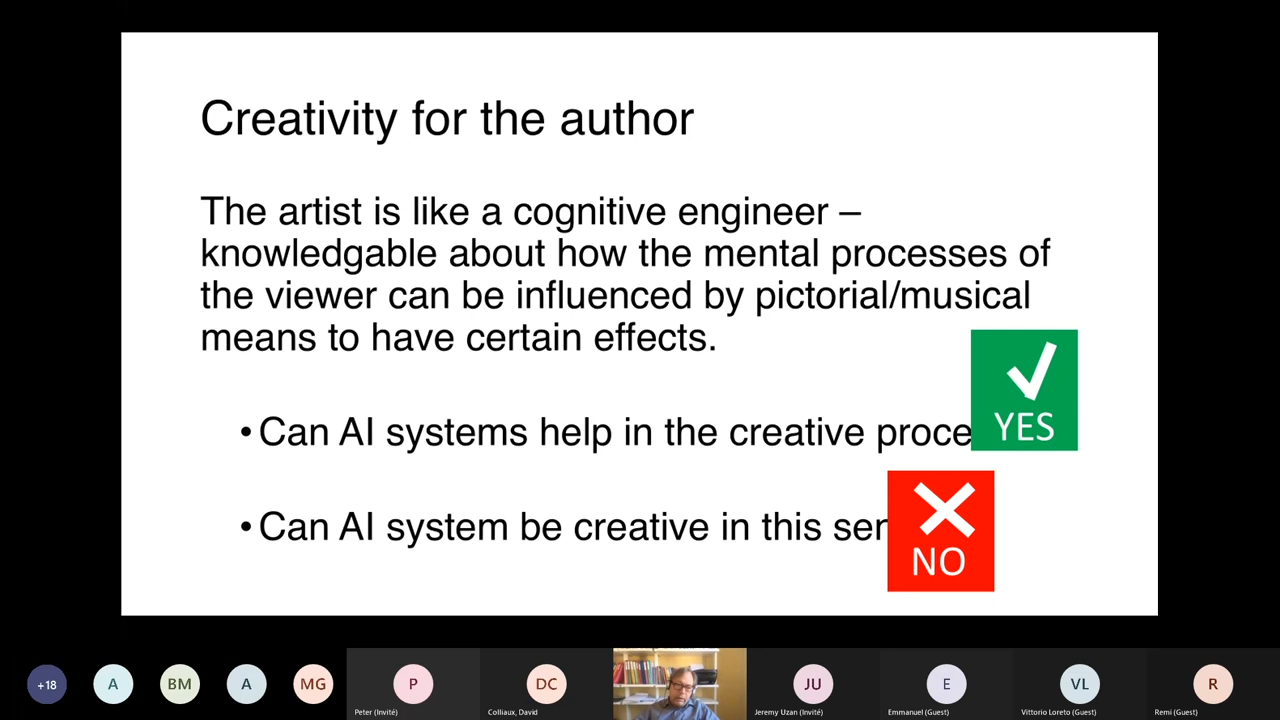 Creativity for the author
The artist is like a cognitive engineer –
knowledgable about how the mental processes of
the viewer can be influenced by pictorial/musical
means to have certain effects.
•Can AI systems help in the creative proce
YES
•Can AI system be creative in this ser
NO
+18
A
BM
A
MG
P
Peter (Invité)
DC
Colliaux, David
JU
Jeremy Uzan (Invité)
E
Emmanuel (Guest)
VL
Vittorio Loreto (Guest)
R
Remi (Guest)